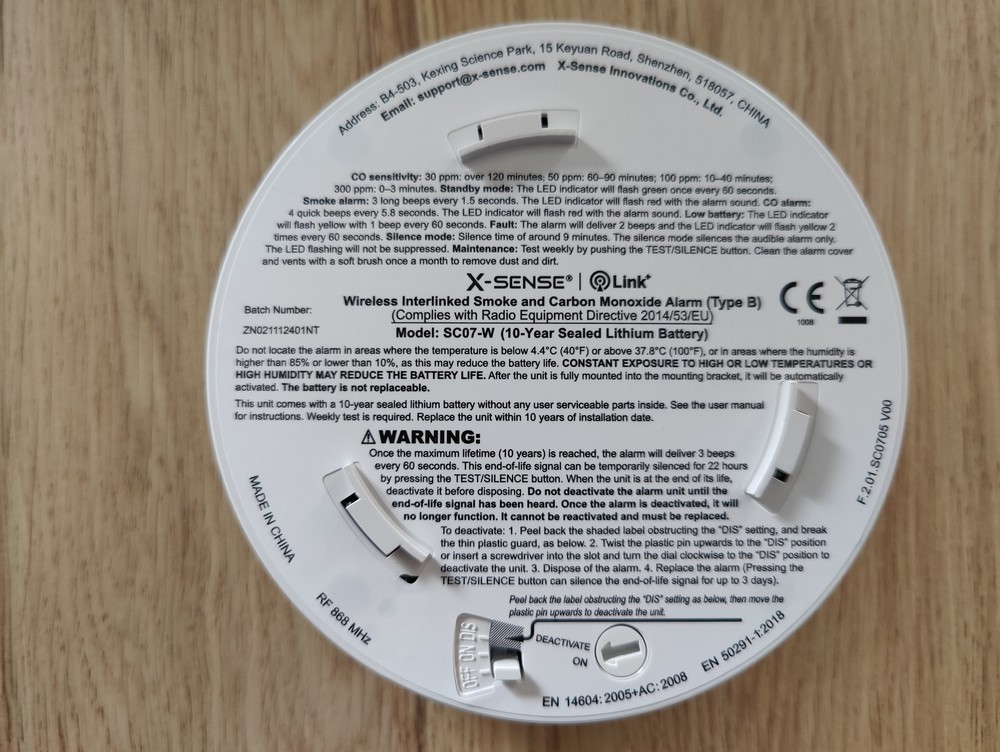 Address: B4-503, Kexing Science Park, 15 Keyuan Road, Shenzhen, 518057, CHINA
Email: support@x-sense.com X-Sense Innovations Co., Ltd.
CO sensitivity: 30 ppm: over 120 minutes; 50 ppm: 60–90 minutes; 100 ppm: 10–40 minutes;
300 ppm: 0–3 minutes. Standby mode: The LED indicator will flash green once every 60 seconds.
Smoke alarm: 3 long beeps every 1.5 seconds. The LED indicator will flash red with the alarm sound. CO alarm:
4 quick beeps every 5.8 seconds. The LED indicator will flash red with the alarm sound. Low battery: The LED indicator
will flash yellow with 1 beep every 60 seconds. Fault: The alarm will deliver 2 beeps and the LED indicator will flash yellow 2
times every 60 seconds. Silence mode: Silence time of around 9 minutes. The silence mode silences the audible alarm only.
The LED flashing will not be suppressed. Maintenance: Test weekly by pushing the TEST/SILENCE button. Clean the alarm cover
and vents with a soft brush once a month to remove dust and dirt.
X-SENSE® | Link+
Wireless Interlinked Smoke and Carbon Monoxide Alarm (Type B)
(Complies with Radio Equipment Directive 2014/53/EU)
Model: SC07-W (10-Year Sealed Lithium Battery)
Batch Number:
ZN021112401NT
CE
1008
Do not locate the alarm in areas where the temperature is below 4.4°C (40°F) or above 37.8°C (100°F), or in areas where the humidity is
higher than 85% or lower than 10%, as this may reduce the battery life. CONSTANT EXPOSURE TO HIGH OR LOW TEMPERATURES OR
HIGH HUMIDITY MAY REDUCE THE BATTERY LIFE. After the unit is fully mounted into the mounting bracket, it will be automatically
activated. The battery is not replaceable.
This unit comes with a 10-year sealed lithium battery without any user serviceable parts inside. See the user manual
for instructions. Weekly test is required. Replace the unit within 10 years of installation date.
WARNING:
Once the maximum lifetime (10 years) is reached, the alarm will deliver 3 beeps
every 60 seconds. This end-of-life signal can be temporarily silenced for 22 hours
by pressing the TEST/SILENCE button. When the unit is at the end of its life,
deactivate it before disposing. Do not deactivate the alarm unit until the
end-of-life signal has been heard. Once the alarm is deactivated, it will
no longer function. It cannot be reactivated and must be replaced.
To deactivate: 1. Peel back the shaded label obstructing the "DIS" setting, and break
the thin plastic guard, as below. 2. Twist the plastic pin upwards to the "DIS" position
or insert a screwdriver into the slot and turn the dial clockwise to the "DIS" position to
deactivate the unit. 3. Dispose of the alarm. 4. Replace the alarm (Pressing the
TEST/SILENCE button can silence the end-of-life signal for up to 3 days).
Peel back the label obstructing the "DIS" setting as below, then move the
plastic pin upwards to deactivate the unit.
OFF ON DIS
DEACTIVATE
ON
MADE IN CHINA
RF 868 MHz
EN 14604:2005+AC:2008
EN 50291-1:2018
F.2.01.SC0705 V00